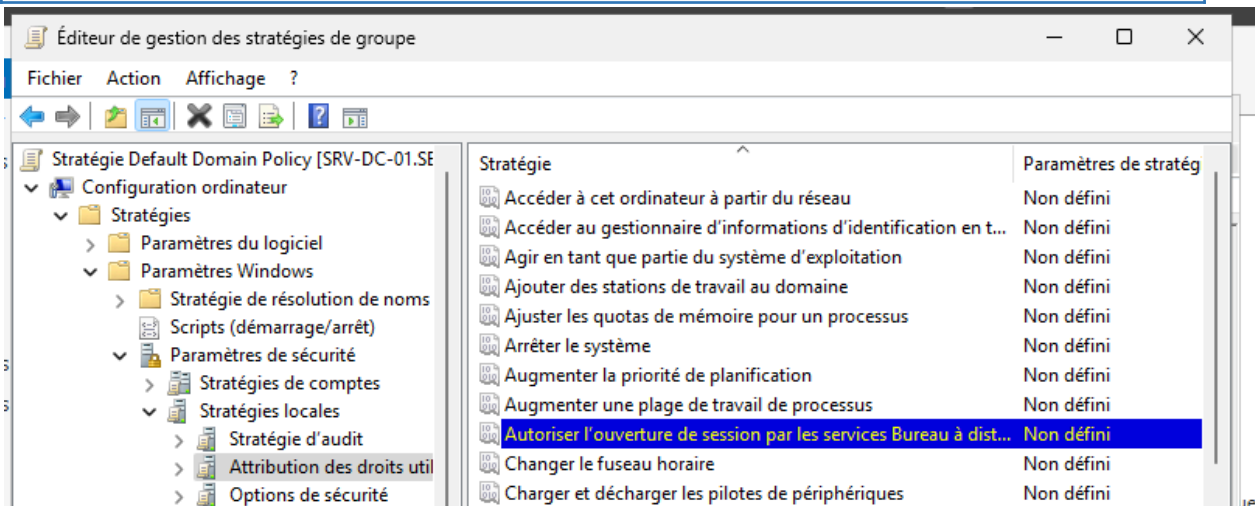 Éditeur de gestion des stratégies de groupe
Fichier Action Affichage ?
Stratégie Default Domain Policy [SRV-DC-01.SE
Configuration ordinateur
Stratégies
Paramètres du logiciel
Paramètres Windows
Stratégie de résolution de noms
Scripts (démarrage/arrêt)
Paramètres de sécurité
Stratégies de comptes
Stratégies locales
Stratégie d'audit
Attribution des droits util
Options de sécurité
Stratégie Paramètres de stratég
Accéder à cet ordinateur à partir du réseau Non défini
Accéder au gestionnaire d'informations d'identification en t... Non défini
Agir en tant que partie du système d'exploitation Non défini
Ajouter des stations de travail au domaine Non défini
Ajuster les quotas de mémoire pour un processus Non défini
Arrêter le système Non défini
Augmenter la priorité de planification Non défini
Augmenter une plage de travail de processus Non défini
Autoriser l'ouverture de session par les services Bureau à dist... Non défini
Changer le fuseau horaire Non défini
Charger et décharger les pilotes de périphériques Non défini